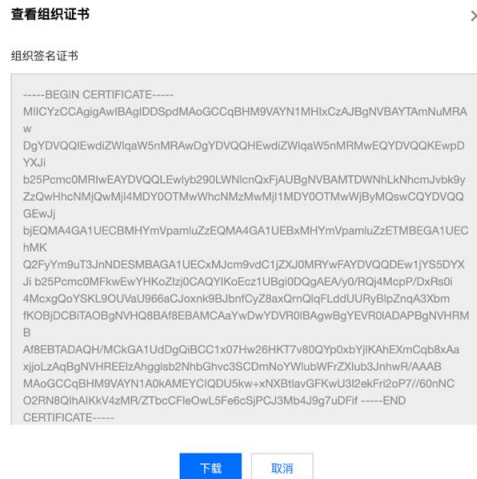 查看组织证书
组织签名证书
-----BEGIN CERTIFICATE-----
MIICYzCCAgigAwIBAgIDDSpdMAoGCCqBHM9VAYN1MHIxCzAJBgNVBAYTAmNuMRA
w
DgYDVQQIEwdiZWlqaW5nMRAwDgYDVQQHEwdiZWlqaW5nMRMwEQYDVQQKEwpD
YXJi
b25Pcmc0MRIwEAYDVQQLEwlyb290LWNlcnQxFjAUBgNVBAMTDWNhLkNhcmJvbk9y
ZzQwHhcNMjQwMjI4MDY0OTMwWhcNMzMwMjI1MDY0OTMwWjByMQswCQYDVQQ
GEwJj
bjEQMA4GA1UECBMHYmVpamluZzEQMA4GA1UEBxMHYmVpamluZzETMBEGA1UEC
hMK
Q2FyYm9uT3JnNDESMBAGA1UECxMJcm9vdC1jZXJ0MRYwFAYDVQQDEw1jYS5DYX
Ji b25Pcmc0MFkwEwYHKoZIzj0CAQYIKoEcz1UBgi0DQgAEA/y0/RQj4McpP/DxRs0i
4McxgQoYSKL9OUVaU966aCJoxnk9BJbnfCyZ8axQrnQlqFLddUURyBlpZnqA3Xbm
fKOBjDCBiTAOBgNVHQ8BAf8EBAMCAaYwDwYDVR0lBAgwBgYEVR0lADAPBgNVHRM
B
Af8EBTADAQH/MCkGA1UdDgQiBCC1x07Hw26HKT7v80QYp0xbYjlKAhEXmCqb8xAa
xjjoLzAqBgNVHREEIzAhgglsb2NhbGhvc3SCDmNoYWlubWFrZXIub3JnhwR/AAAB
MAoGCCqBHM9VAYN1A0kAMEYCIQDU5kw+xNXBtlavGFKwU3I2ekFri2oP7//60nNC
O2RN8QIhAIKkV4zMR/ZTbcCFleOwL5Fe6cSjPCJ3Mb4J9g7uDFif -----END
CERTIFICATE-----
下载 取消